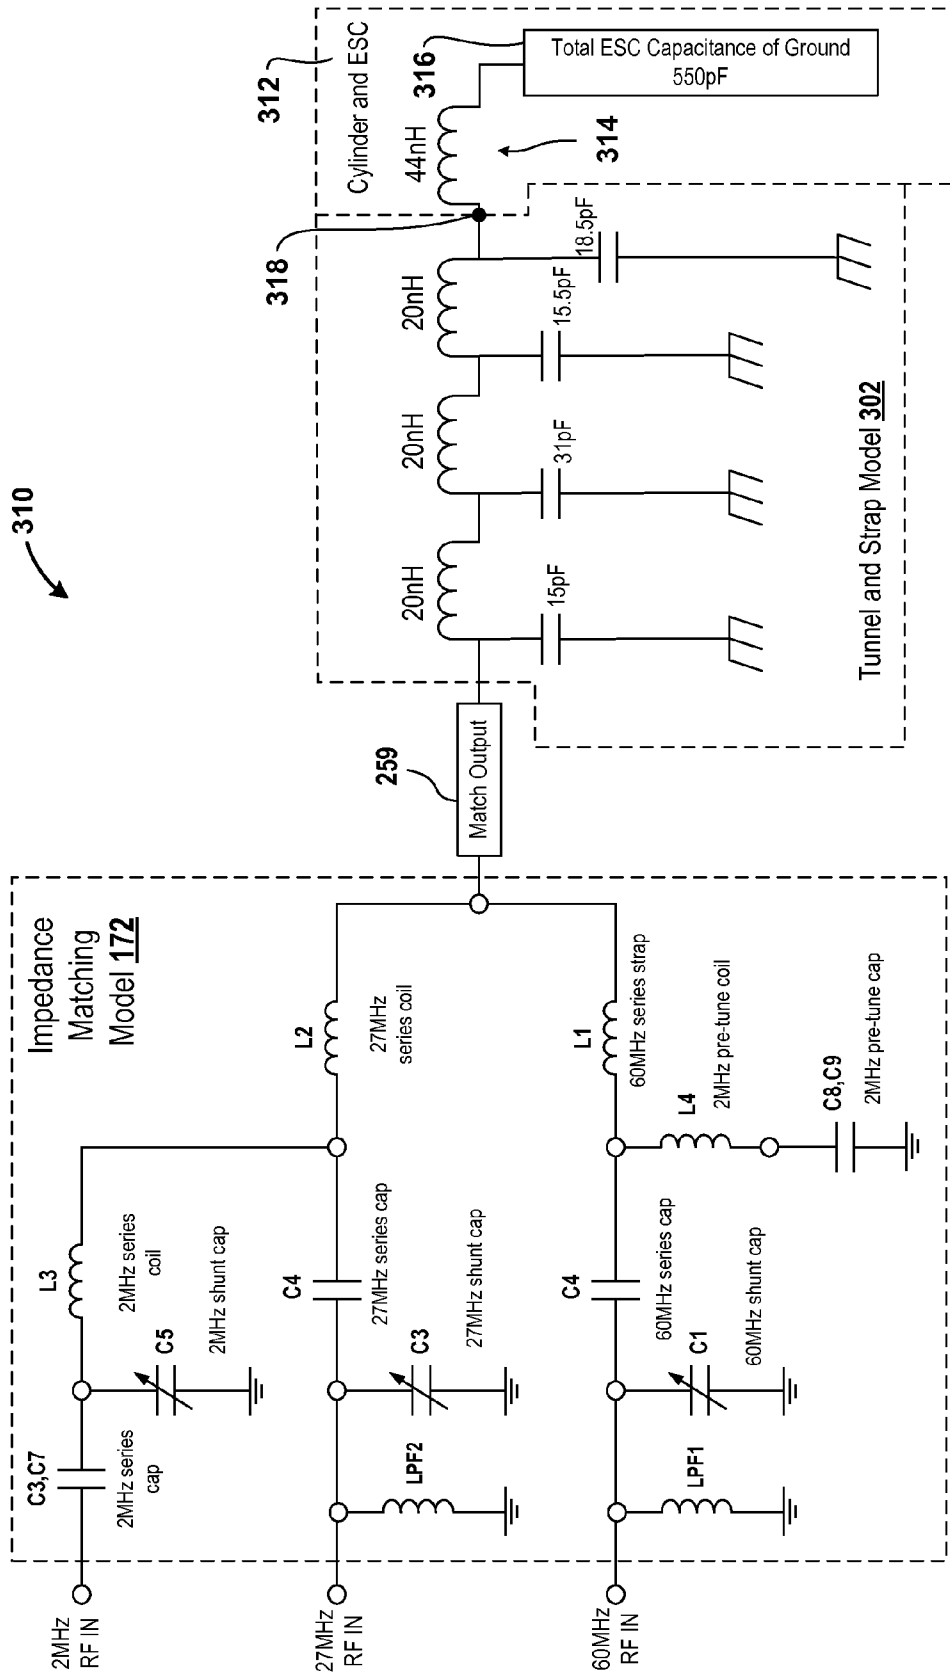 310
Impedance
Matching
Model 172
2MHz
RF IN
C3,C7
2MHz series
cap
C5
2MHz shunt cap
L3
2MHz series
coil
27MHz
RF IN
LPF2
C3
27MHz shunt cap
C4
27MHz series cap
L2
27MHz
series coil
60MHz
RF IN
LPF1
C1
60MHz shunt cap
C4
60MHz series cap
L1
60MHz series strap
L4
2MHz pre-tune coil
C8,C9
2MHz pre-tune cap
259
Match Output
20nH
20nH
20nH
15pF
31pF
15.5pF
18.5pF
Tunnel and Strap Model 302
318
312
Cylinder and ESC
44nH
314
316
Total ESC Capacitance of Ground
550pF